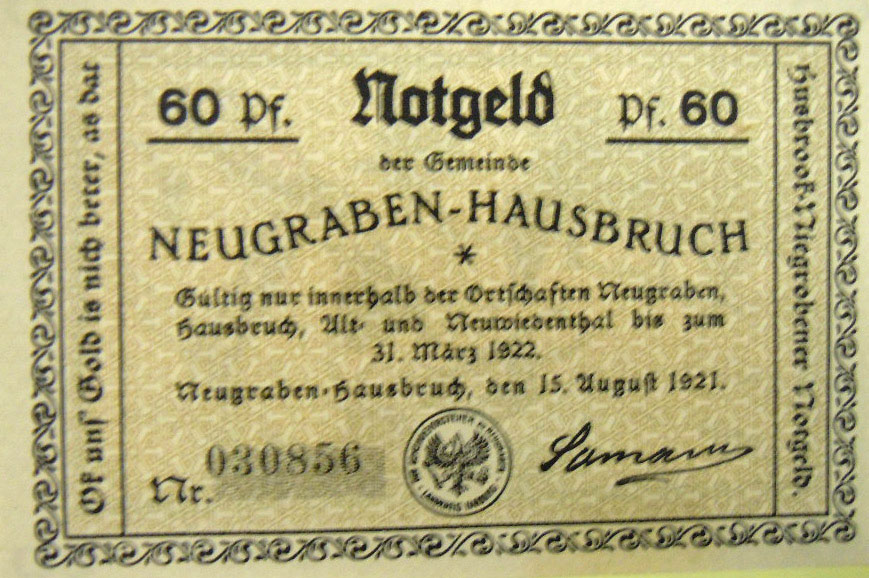 60 Pf. Notgeld Pf. 60
der Gemeinde
NEUGRABEN-HAUSBRUCH
*
Gültig nur innerhalb der Ortschaften Neugraben,
Hausbruch, Alt- und Neuwiedenthal bis zum
31. März 1922.
Neugraben-Hausbruch, den 15. August 1921.
Nr. 030856
Ok uns' Gold is nich beter, as dat
Husbrook-Niegrobener Notgeld.